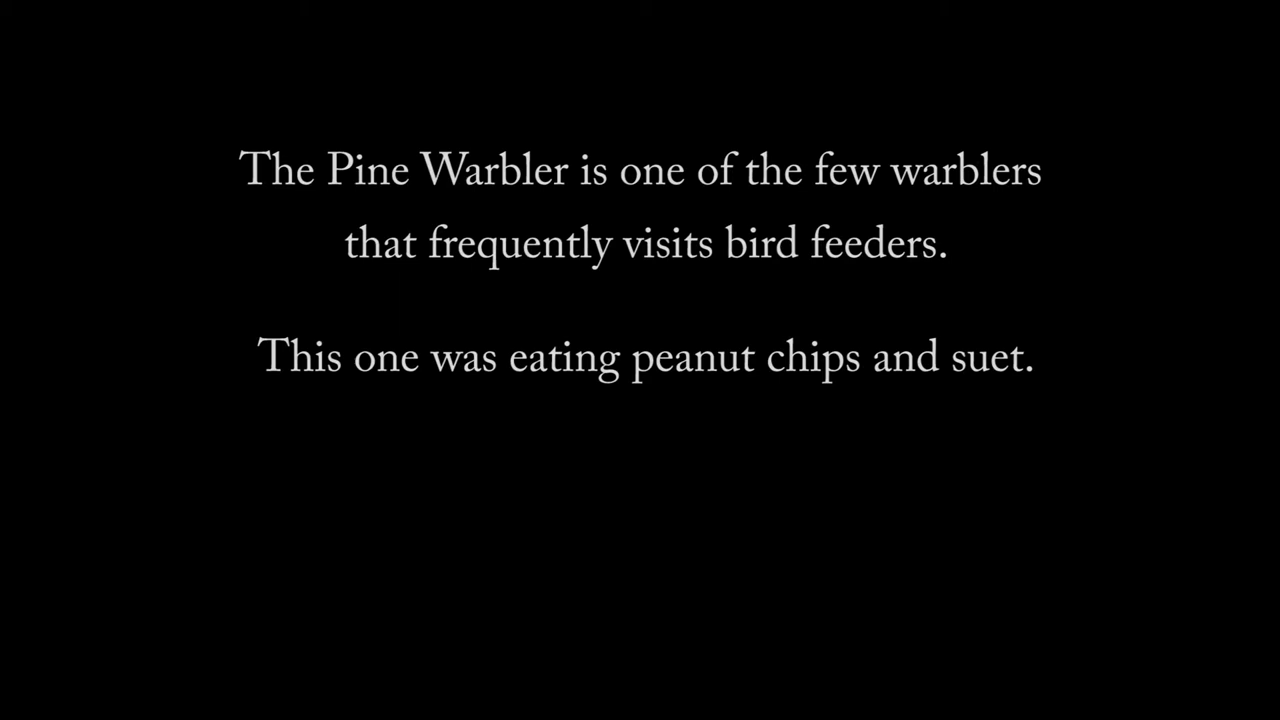 The Pine Warbler is one of the few warblers
that frequently visits bird feeders.
This one was eating peanut chips and suet.